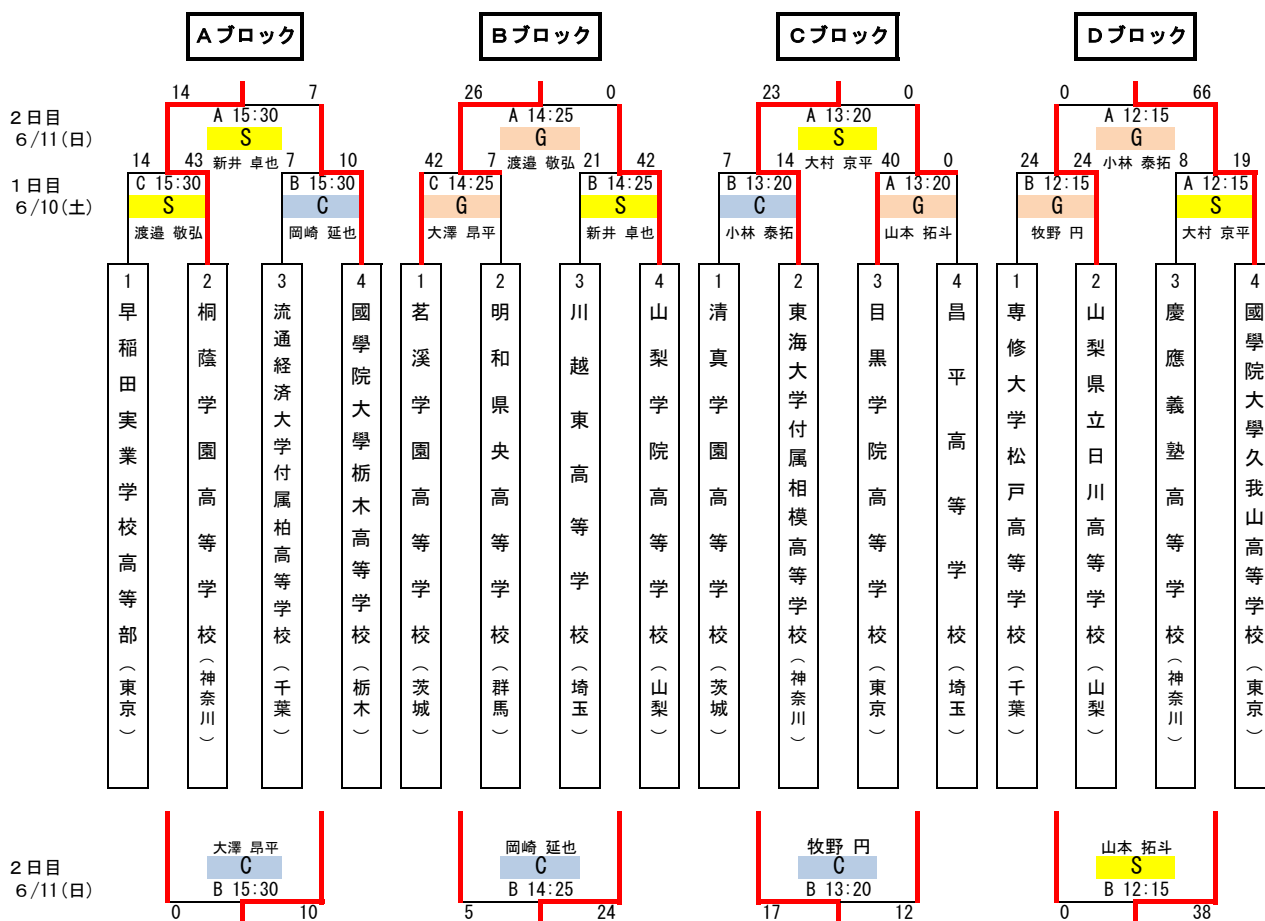 Aブロック Bブロック Cブロック Dブロック
14 7 26 0 23 0 0 66
2日目 A 15:30 A 14:25 A 13:20 A 12:15
6/11(日) S G S G
新井 卓也 渡邉 敬弘 大村 京平 小林 泰拓
14 43 7 10 42 7 21 42 7 14 40 0 24 24 8 19
1日目 C 15:30 B 15:30 C 14:25 B 14:25 B 13:20 A 13:20 B 12:15 A 12:15
6/10(土) S C G S C G G S
渡邉 敬弘 岡崎 延也 大澤 昂平 新井 卓也 小林 泰拓 山本 拓斗 牧野 円 大村 京平
1 早稲田実業学校高等部(東京)
2 桐蔭学園高等学校(神奈川)
3 流通経済大学付属柏高等学校(千葉)
4 國學院大學栃木高等学校(栃木)
1 茗溪学園高等学校(茨城)
2 明和県央高等学校(群馬)
3 川越東高等学校(埼玉)
4 山梨学院高等学校(山梨)
1 清真学園高等学校(茨城)
2 東海大学付属相模高等学校(神奈川)
3 目黒学院高等学校(東京)
4 昌平高等学校(埼玉)
1 専修大学松戸高等学校(千葉)
2 山梨県立日川高等学校(山梨)
3 慶應義塾高等学校(神奈川)
4 國學院大學久我山高等学校(東京)
大澤 昂平 岡崎 延也 牧野 円 山本 拓斗
2日目 C C C S
6/11(日) B 15:30 B 14:25 B 13:20 B 12:15
0 10 5 24 17 12 0 38